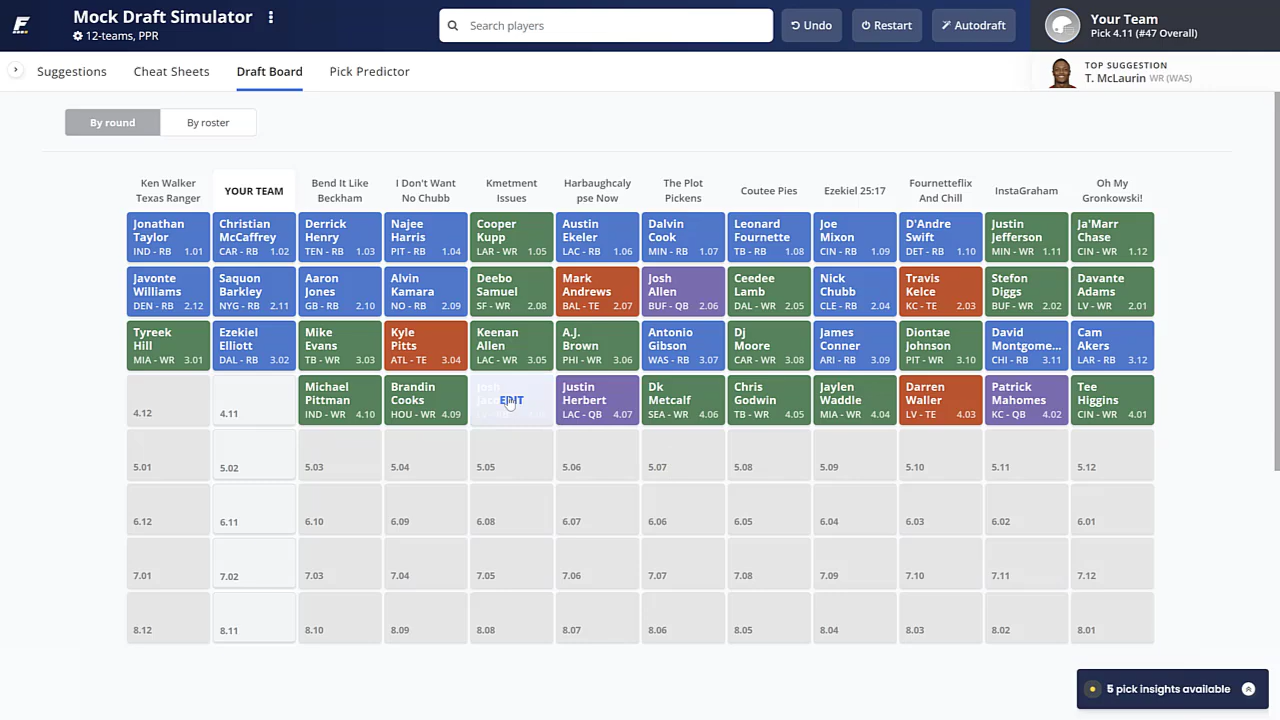 Mock Draft Simulator
12-teams, PPR
Search players
Undo
Restart
Autodraft
Your Team
Pick 4.11 (#47 Overall)
Suggestions
Cheat Sheets
Draft Board
Pick Predictor
TOP SUGGESTION
T. McLaurin WR (WAS)
By round
By roster
Ken Walker
Texas Ranger
YOUR TEAM
Bend It Like
Beckham
I Don't Want
No Chubb
Kmetment
Issues
Harbaughcaly
pse Now
The Plot
Pickens
Coutee Pies
Ezekiel 25:17
Fournetteflix
And Chill
InstaGraham
Oh My
Gronkowski!
Jonathan
Taylor
IND - RB 1.01
Christian
McCaffrey
CAR - RB 1.02
Derrick
Henry
TEN - RB 1.03
Najee
Harris
PIT - RB 1.04
Cooper
Kupp
LAR - WR 1.05
Austin
Ekeler
LAC - RB 1.06
Dalvin
Cook
MIN - RB 1.07
Leonard
Fournette
TB - RB 1.08
Joe
Mixon
CIN - RB 1.09
D'Andre
Swift
DET - RB 1.10
Justin
Jefferson
MIN - WR 1.11
Ja'Marr
Chase
CIN - WR 1.12
Javonte
Williams
DEN - RB 2.12
Saquon
Barkley
NYG - RB 2.11
Aaron
Jones
GB - RB 2.10
Alvin
Kamara
NO - RB 2.09
Deebo
Samuel
SF - WR 2.08
Mark
Andrews
BAL - TE 2.07
Josh
Allen
BUF - QB 2.06
Ceedee
Lamb
DAL - WR 2.05
Nick
Chubb
CLE - RB 2.04
Travis
Kelce
KC - TE 2.03
Stefon
Diggs
BUF - WR 2.02
Davante
Adams
LV - WR 2.01
Tyreek
Hill
MIA - WR 3.01
Ezekiel
Elliott
DAL - RB 3.02
Mike
Evans
TB - WR 3.03
Kyle
Pitts
ATL - TE 3.04
Keenan
Allen
LAC - WR 3.05
A.J.
Brown
PHI - WR 3.06
Antonio
Gibson
WAS - RB 3.07
Dj
Moore
CAR - WR 3.08
James
Conner
ARI - RB 3.09
Diontae
Johnson
PIT - WR 3.10
David
Montgome...
CHI - RB 3.11
Cam
Akers
LAR - RB 3.12
4.12
4.11
Michael
Pittman
IND - WR 4.10
Brandin
Cooks
HOU - WR 4.09
Josh
EDIT
Justin
Herbert
LAC - QB 4.07
Dk
Metcalf
SEA - WR 4.06
Chris
Godwin
TB - WR 4.05
Jaylen
Waddle
MIA - WR 4.04
Darren
Waller
LV - TE 4.03
Patrick
Mahomes
KC - QB 4.02
Tee
Higgins
CIN - WR 4.01
5.01 5.02 5.03 5.04 5.05 5.06 5.07 5.08 5.09 5.10 5.11 5.12
6.12 6.11 6.10 6.09 6.08 6.07 6.06 6.05 6.04 6.03 6.02 6.01
7.01 7.02 7.03 7.04 7.05 7.06 7.07 7.08 7.09 7.10 7.11 7.12
8.12 8.11 8.10 8.09 8.08 8.07 8.06 8.05 8.04 8.03 8.02 8.01
5 pick insights available